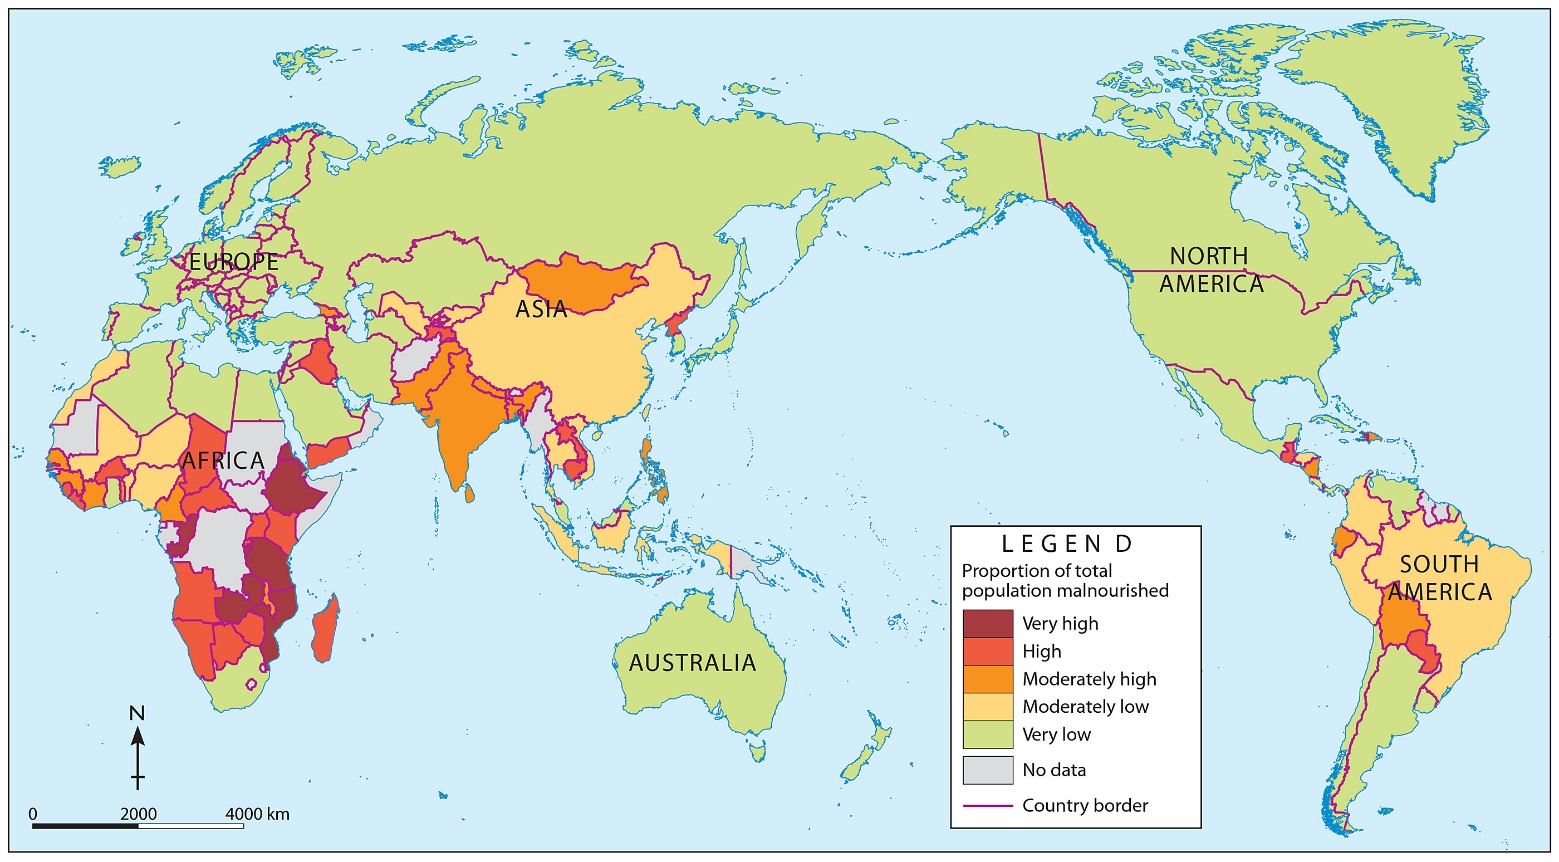 EUROPE
ASIA
NORTH
AMERICA
AFRICA
SOUTH
AMERICA
AUSTRALIA
N
0 2000 4000 km
LEGEND
Proportion of total
population malnourished
Very high
High
Moderately high
Moderately low
Very low
No data
Country border